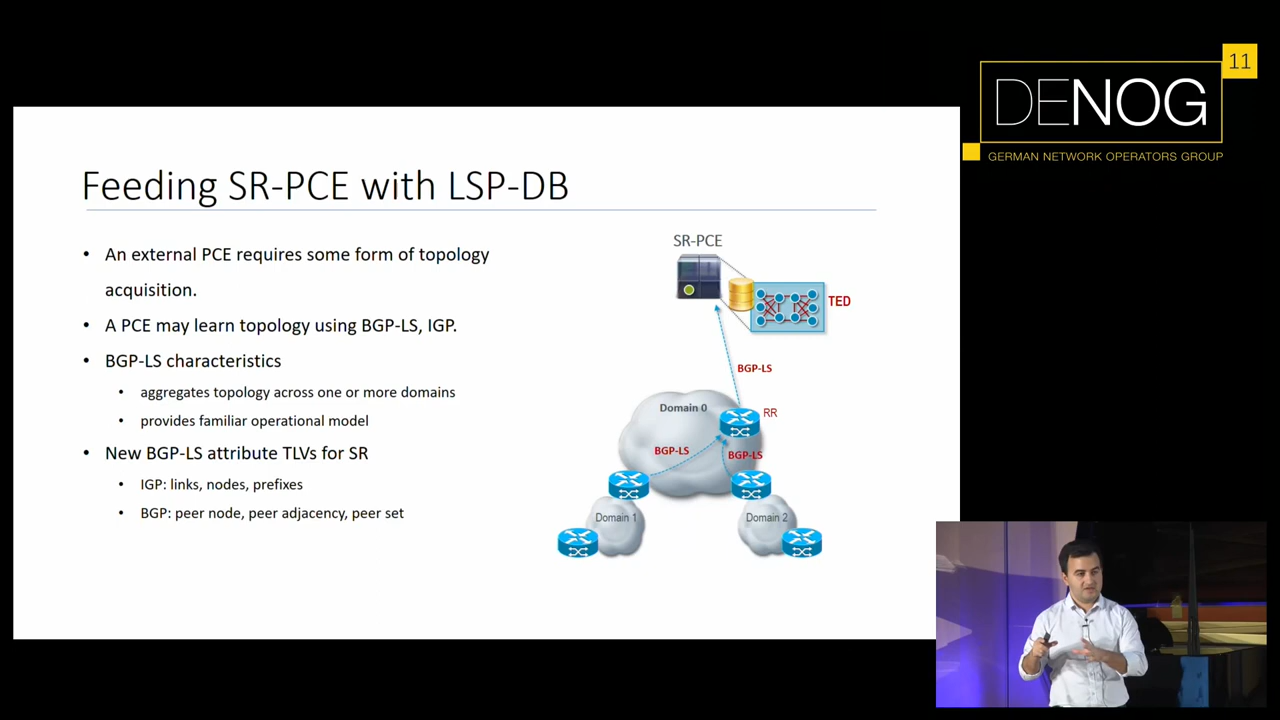 11
DENOG
GERMAN NETWORK OPERATORS GROUP
Feeding SR-PCE with LSP-DB
• An external PCE requires some form of topology
acquisition.
• A PCE may learn topology using BGP-LS, IGP.
• BGP-LS characteristics
• aggregates topology across one or more domains
• provides familiar operational model
• New BGP-LS attribute TLVs for SR
• IGP: links, nodes, prefixes
• BGP: peer node, peer adjacency, peer set
SR-PCE
TED
BGP-LS
Domain 0
RR
BGP-LS
BGP-LS
Domain 1
Domain 2